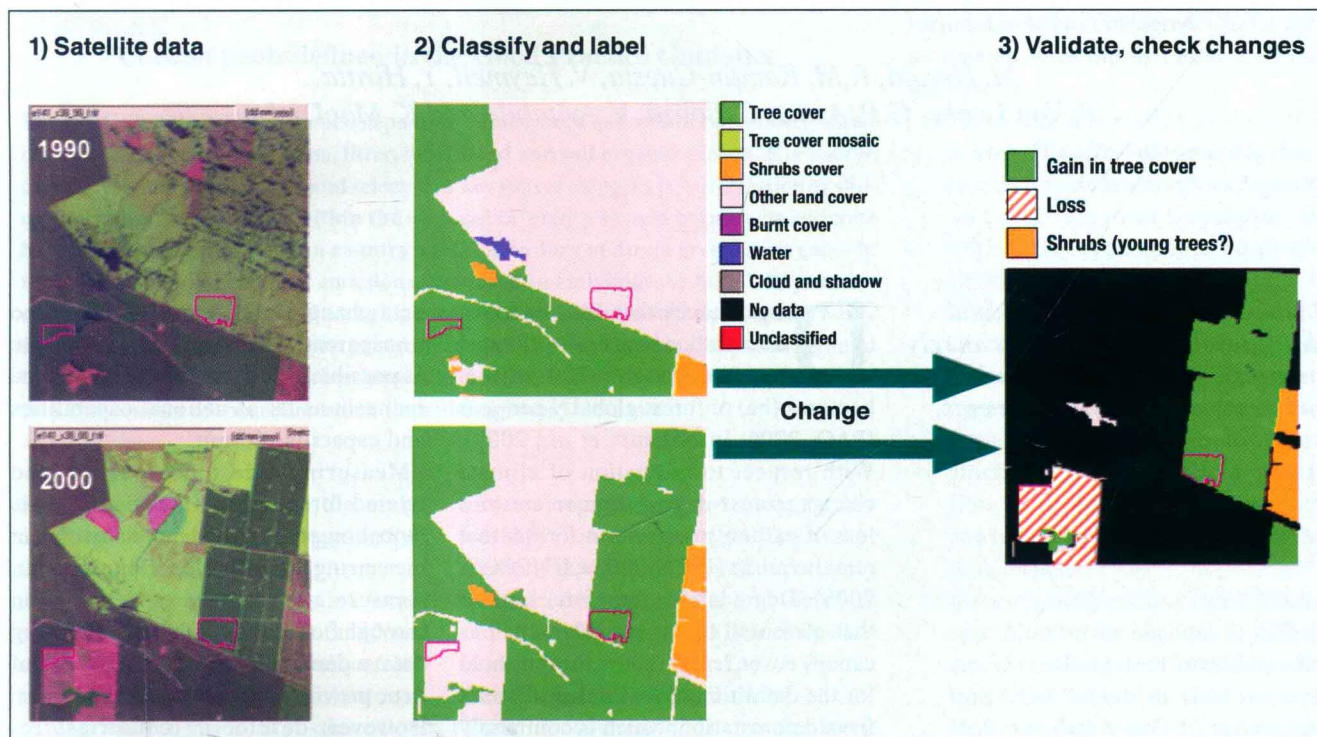 1) Satellite data
2) Classify and label
3) Validate, check changes
1990
2000
Tree cover
Tree cover mosaic
Shrubs cover
Other land cover
Burnt cover
Water
Cloud and shadow
No data
Unclassified
Change
Gain in tree cover
Loss
Shrubs (young trees?)